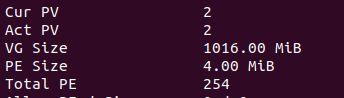 Cur PV 2
Act PV 2
VG Size 1016.00 MiB
PE Size 4.00 MiB
Total PE 254